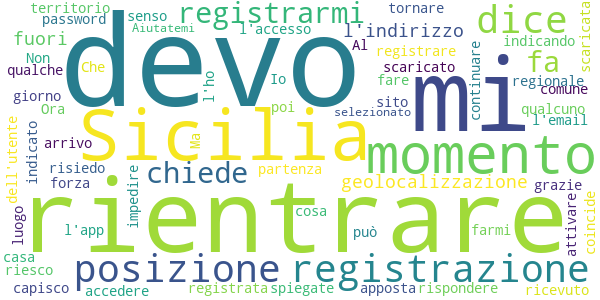 territorio senso tornare
password registrarmi dice
Aiutatemi
fuori l'accesso l'indirizzo indicando
Non devo Al registrare fa
qualche Che l'ho scaricato mi regionale
giorno Io fare continuare comune
Ora Sicilia poi sito qualcuno scaricata
indicato Ma selezionato l'email
dell'utente arrivo momento
risiedo chiede partenza
forza impedire geolocalizzazione grazie
luogo rientrare cosa attivare coincide
l'app può farmi
casa posizione registrazione
riesco
capisco accedere registrata spiegate apposta rispondere ricevuto